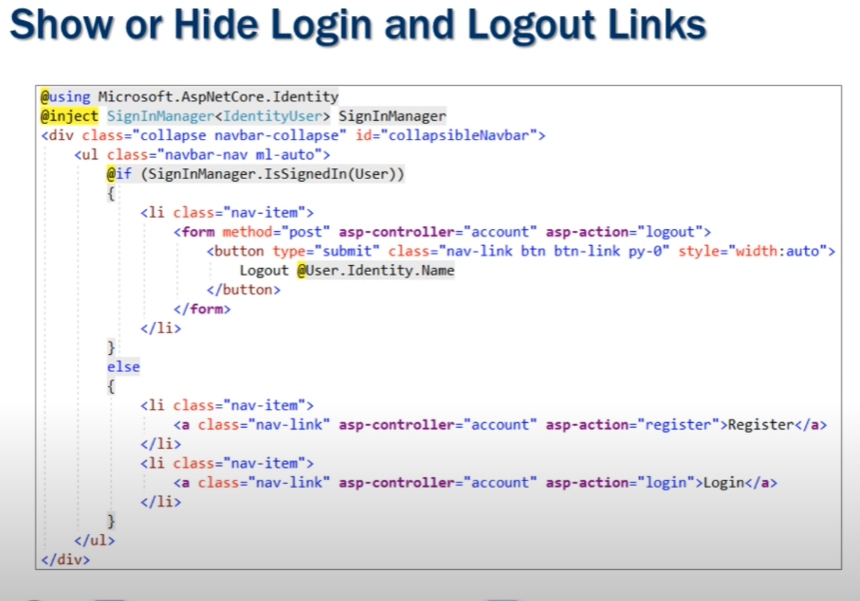 Show or Hide Login and Logout Links
@using Microsoft.AspNetCore.Identity
@inject SignInManager<IdentityUser> SignInManager
<div class="collapse navbar-collapse" id="collapsibleNavbar">
<ul class="navbar-nav ml-auto">
@if (SignInManager.IsSignedIn(User))
{
<li class="nav-item">
<form method="post" asp-controller="account" asp-action="logout">
<button type="submit" class="nav-link btn btn-link py-0" style="width:auto">
Logout @User.Identity.Name
</button>
</form>
</li>
}
else
{
<li class="nav-item">
<a class="nav-link" asp-controller="account" asp-action="register">Register</a>
</li>
<li class="nav-item">
<a class="nav-link" asp-controller="account" asp-action="login">Login</a>
</li>
}
</ul>
</div>